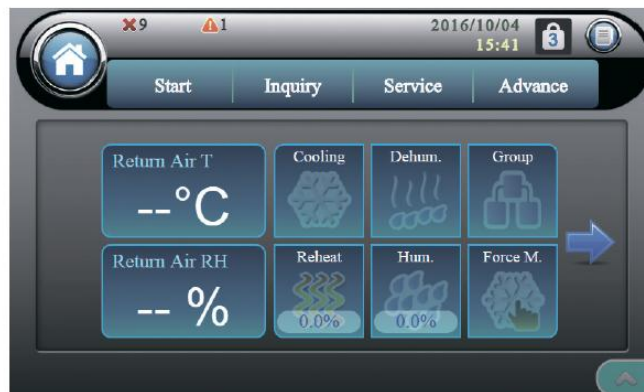 9
1
2016/10/04
15:41
3
Start
Inquiry
Service
Advance
Return Air T
--°C
Cooling
Dehum.
Group
Return Air RH
-- %
Reheat
0.0%
Hum.
0.0%
Force M.